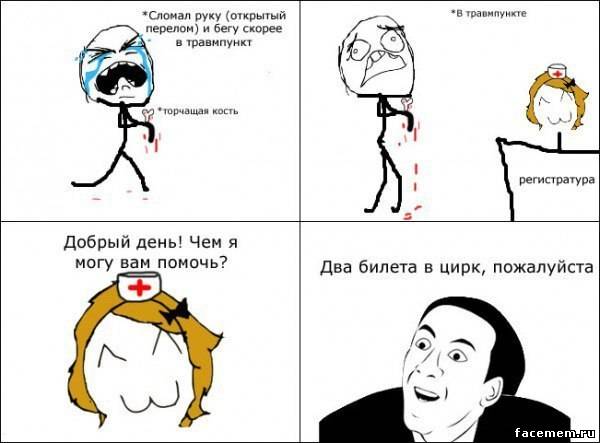 *Сломал руку (открытый
перелом) и бегу скорее
в травмпункт
*торчащая кость
*В травмпункте
регистратура
Добрый день! Чем я
могу вам помочь?
Два билета в цирк, пожалуйста
facemem.ru